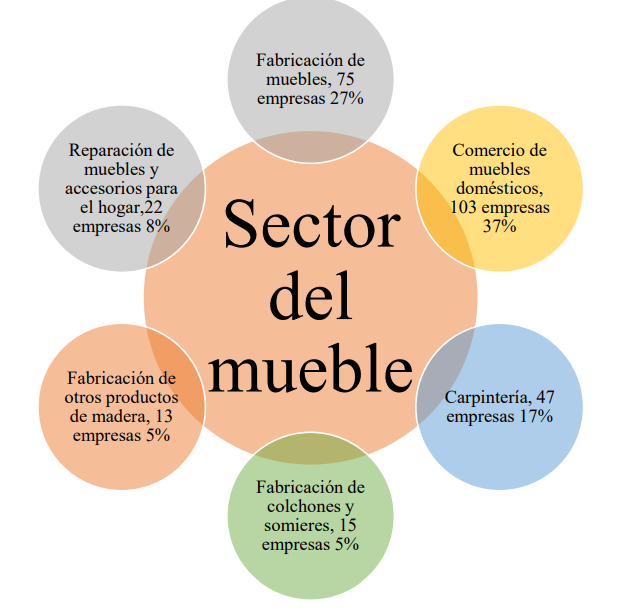 Fabricación de
muebles, 75
empresas 27%
Comercio de
muebles
domésticos,
103 empresas
37%
Carpintería, 47
empresas 17%
Fabricación de
colchones y
somieres, 15
empresas 5%
Fabricación de
otros productos
de madera, 13
empresas 5%
Reparación de
muebles y
accesorios para
el hogar,22
empresas 8%
Sector
del
mueble